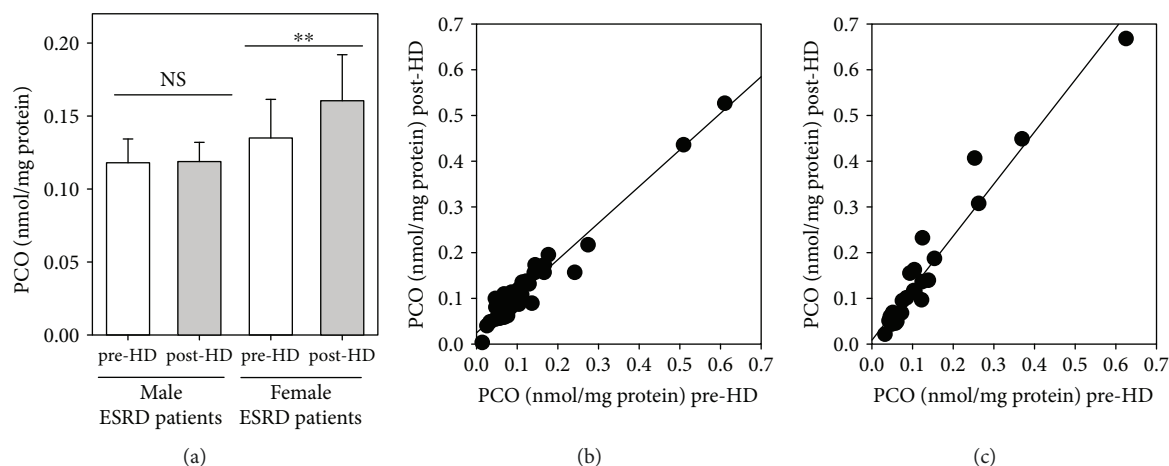 PCO (nmol/mg protein)
0.20
0.15
0.10
0.05
0.00
NS
**
pre-HD post-HD pre-HD post-HD
Male
ESRD patients
Female
ESRD patients
(a)
PCO (nmol/mg protein) post-HD
0.7
0.6
0.5
0.4
0.3
0.2
0.1
0.0
0.0 0.1 0.2 0.3 0.4 0.5 0.6 0.7
PCO (nmol/mg protein) pre-HD
(b)
PCO (nmol/mg protein) post-HD
0.7
0.6
0.5
0.4
0.3
0.2
0.1
0.0
0.0 0.1 0.2 0.3 0.4 0.5 0.6 0.7
PCO (nmol/mg protein) pre-HD
(c)